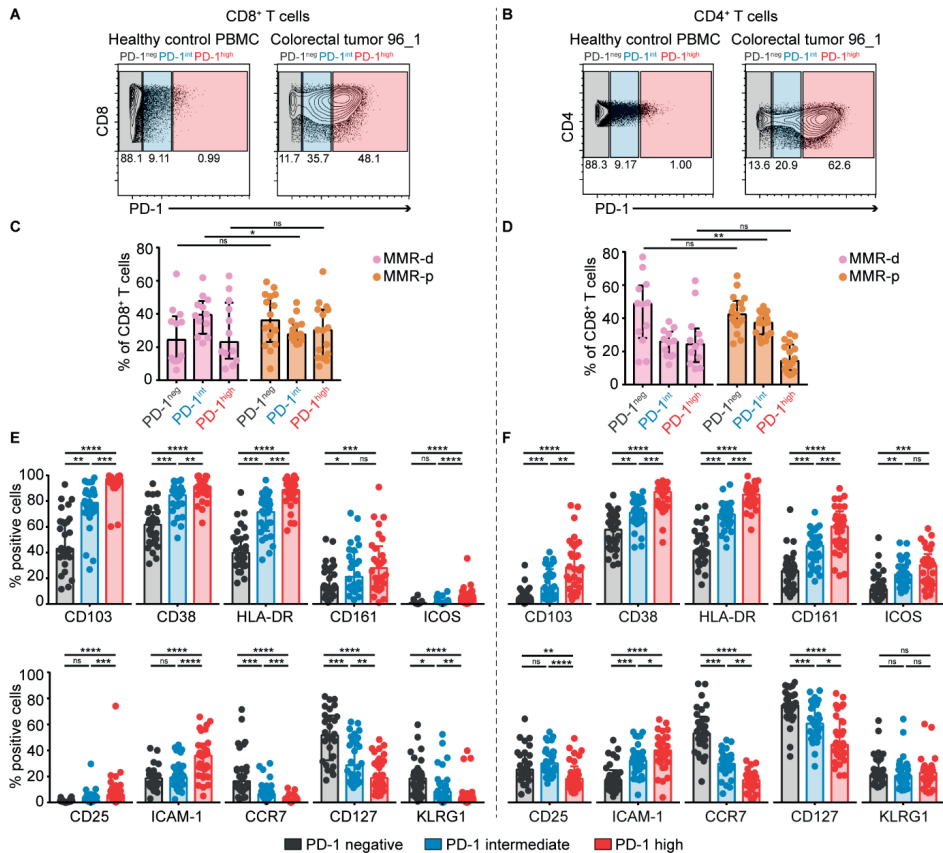 A
CD8⁺ T cells
Healthy control PBMC
Colorectal tumor 96_1
PD-1ⁿᵉᵍ PD-1ⁱⁿᵗ PD-1ʰⁱᵍʰ
PD-1ⁿᵉᵍ PD-1ⁱⁿᵗ PD-1ʰⁱᵍʰ
CD8
88.1 9.11 0.99
11.7 35.7 48.1
PD-1
B
CD4⁺ T cells
Healthy control PBMC
Colorectal tumor 96_1
PD-1ⁿᵉᵍ PD-1ⁱⁿᵗ PD-1ʰⁱᵍʰ
PD-1ⁿᵉᵍ PD-1ⁱⁿᵗ PD-1ʰⁱᵍʰ
CD4
88.3 9.17 1.00
13.6 20.9 62.6
PD-1
C
ns
*
ns
MMR-d
MMR-p
% of CD8⁺ T cells
80
60
40
20
0
PD-1ⁿᵉᵍ
PD-1ⁱⁿᵗ
PD-1ʰⁱᵍʰ
PD-1ⁿᵉᵍ
PD-1ⁱⁿᵗ
PD-1ʰⁱᵍʰ
D
ns
**
ns
MMR-d
MMR-p
% of CD8⁺ T cells
80
60
40
20
0
PD-1ⁿᵉᵍ
PD-1ⁱⁿᵗ
PD-1ʰⁱᵍʰ
PD-1ⁿᵉᵍ
PD-1ⁱⁿᵗ
PD-1ʰⁱᵍʰ
E
**** **** **** *** ****
** *** *** ** *** *** * ns ns ****
% positive cells
100
80
60
40
20
0
CD103 CD38 HLA-DR CD161 ICOS
**** **** **** **** ****
ns *** ns **** *** *** *** ** * **
% positive cells
100
80
60
40
20
0
CD25 ICAM-1 CCR7 CD127 KLRG1
F
**** **** **** **** ***
*** ** ** *** *** *** *** *** ** ns
CD103 CD38 HLA-DR CD161 ICOS
** **** **** **** ns
ns **** *** * *** ** *** * ns ns
CD25 ICAM-1 CCR7 CD127 KLRG1
PD-1 negative PD-1 intermediate PD-1 high